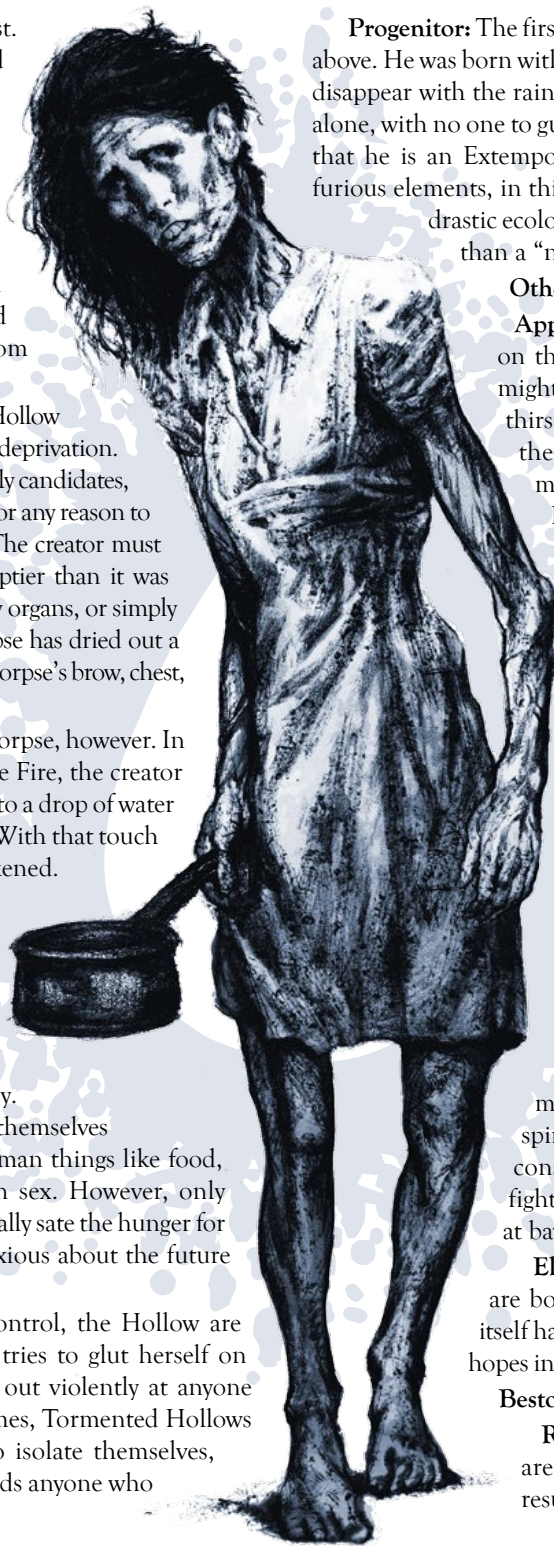 st.
d
d
om
Hollow
deprivation.
ly candidates,
or any reason to
The creator must
ptier than it was
y organs, or simply
pse has dried out a
orpse's brow, chest,
orpse, however. In
e Fire, the creator
to a drop of water
With that touch
kened.
y.
themselves
man things like food,
n sex. However, only
ally sate the hunger for
xious about the future
ontrol, the Hollow are
tries to glut herself on
out violently at anyone
nes, Tormented Hollows
o isolate themselves,
ds anyone who
Progenitor: The firs
above. He was born with
disappear with the rain
alone, with no one to gu
that he is an Extempo
furious elements, in thi
drastic ecolo
than a "n
Othe
App
on th
might
thirs
the
m
m
spir
cons
fight
at bay
El
are bo
itself ha
hopes in
Besto
R
are
resu